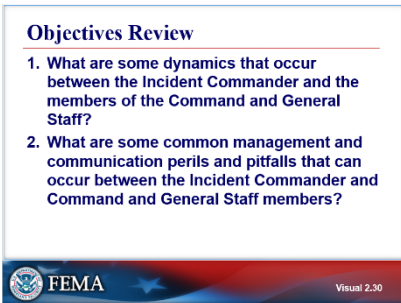 Objectives Review
1. What are some dynamics that occur
between the Incident Commander and the
members of the Command and General
Staff?
2. What are some common management and
communication perils and pitfalls that can
occur between the Incident Commander and
Command and General Staff members?
FEMA
Visual 2.30